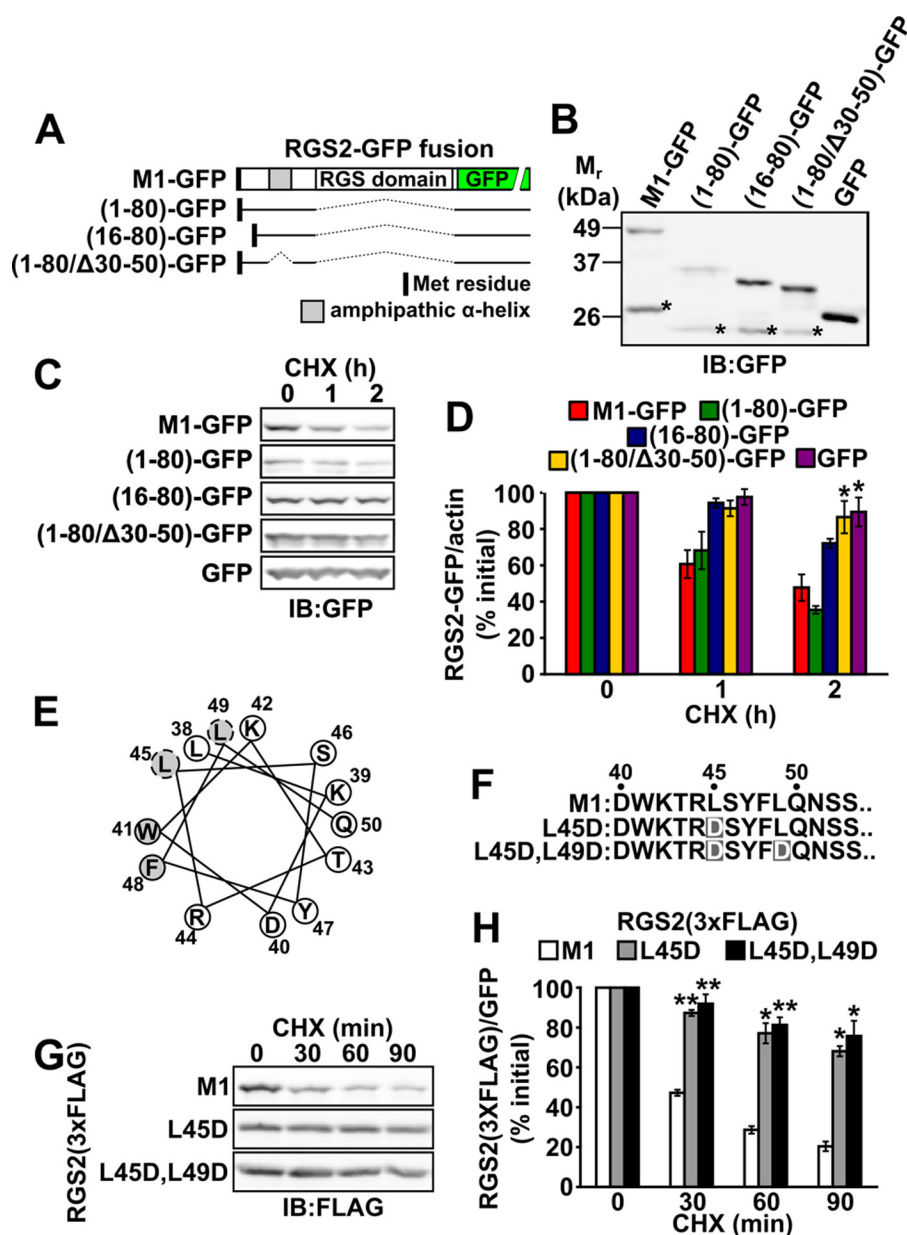 A
RGS2-GFP fusion
M1-GFP
RGS domain
GFP
(1-80)-GFP
(16-80)-GFP
(1-80/Δ30-50)-GFP
Met residue
amphipathic α-helix
B
Mr
(kDa)
M1-GFP
(1-80)-GFP
(16-80)-GFP
(1-80/Δ30-50)-GFP
GFP
49
37
26
*
* * *
IB:GFP
C
CHX (h)
0 1 2
M1-GFP
(1-80)-GFP
(16-80)-GFP
(1-80/Δ30-50)-GFP
GFP
IB:GFP
D
M1-GFP (1-80)-GFP
(16-80)-GFP
(1-80/Δ30-50)-GFP GFP
RGS2-GFP/actin
(% initial)
100
80
60
40
20
0
* *
0 1 2
CHX (h)
E
49 42
38 L K 46
45 L L S
39 K
41 W Q 50
48 F T 43
R D Y
44 40 47
F
40 45 50
M1:DWKTRLSYFLQNSS..
L45D:DWKTRDSYFLQNSS..
L45D,L49D:DWKTRDSYFDQNSS..
G
CHX (min)
0 30 60 90
RGS2(3xFLAG)
M1
L45D
L45D,L49D
IB:FLAG
H
RGS2(3xFLAG)
M1 L45D L45D,L49D
RGS2(3XFLAG)/GFP
(% initial)
100
80
60
40
20
0
** **
* **
* *
0 30 60 90
CHX (min)